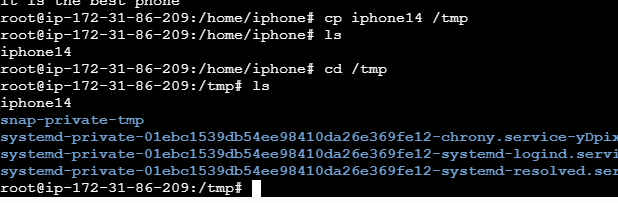 it is the best phone
root@ip-172-31-86-209:/home/iphone# cp iphone14 /tmp
root@ip-172-31-86-209:/home/iphone# ls
iphone14
root@ip-172-31-86-209:/home/iphone# cd /tmp
root@ip-172-31-86-209:/tmp# ls
iphone14
snap-private-tmp
systemd-private-01ebc1539db54ee98410da26e369fe12-chrony.service-yDpix
systemd-private-01ebc1539db54ee98410da26e369fe12-systemd-logind.servi
systemd-private-01ebc1539db54ee98410da26e369fe12-systemd-resolved.ser
root@ip-172-31-86-209:/tmp#